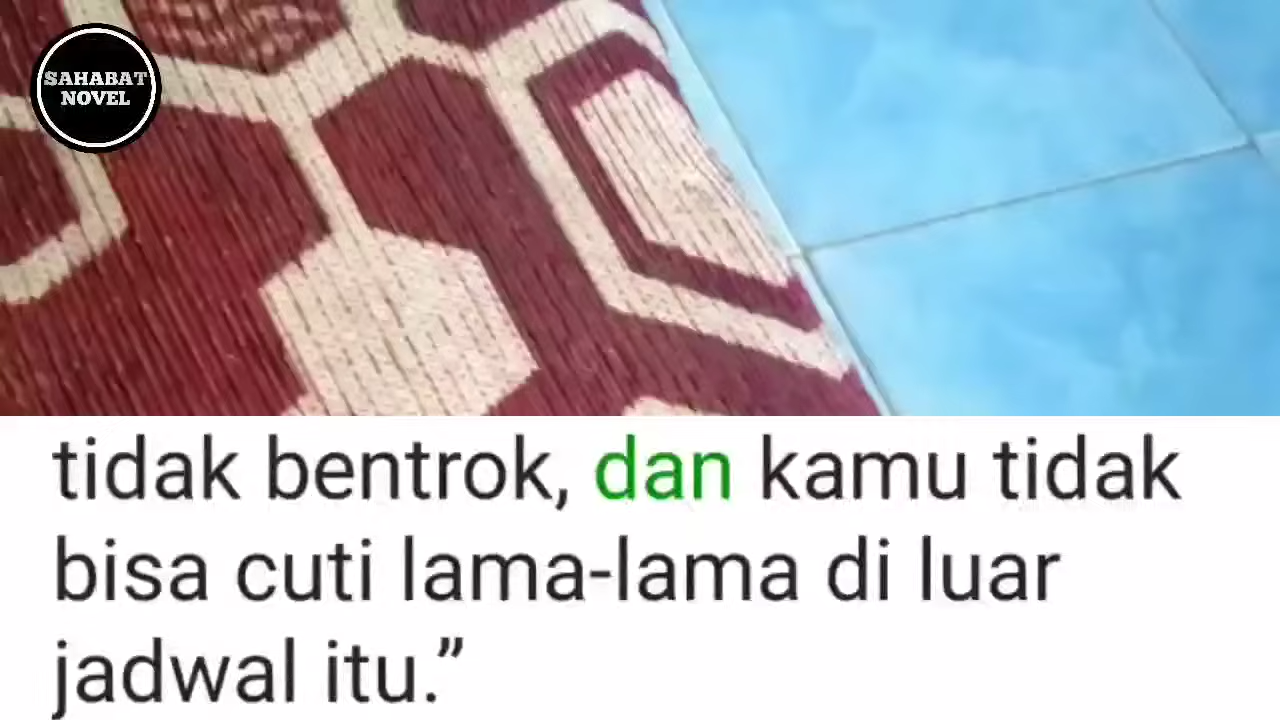 SAHABAT
NOVEL
tidak bentrok, dan kamu tidak
bisa cuti lama-lama di luar
jadwal itu.”